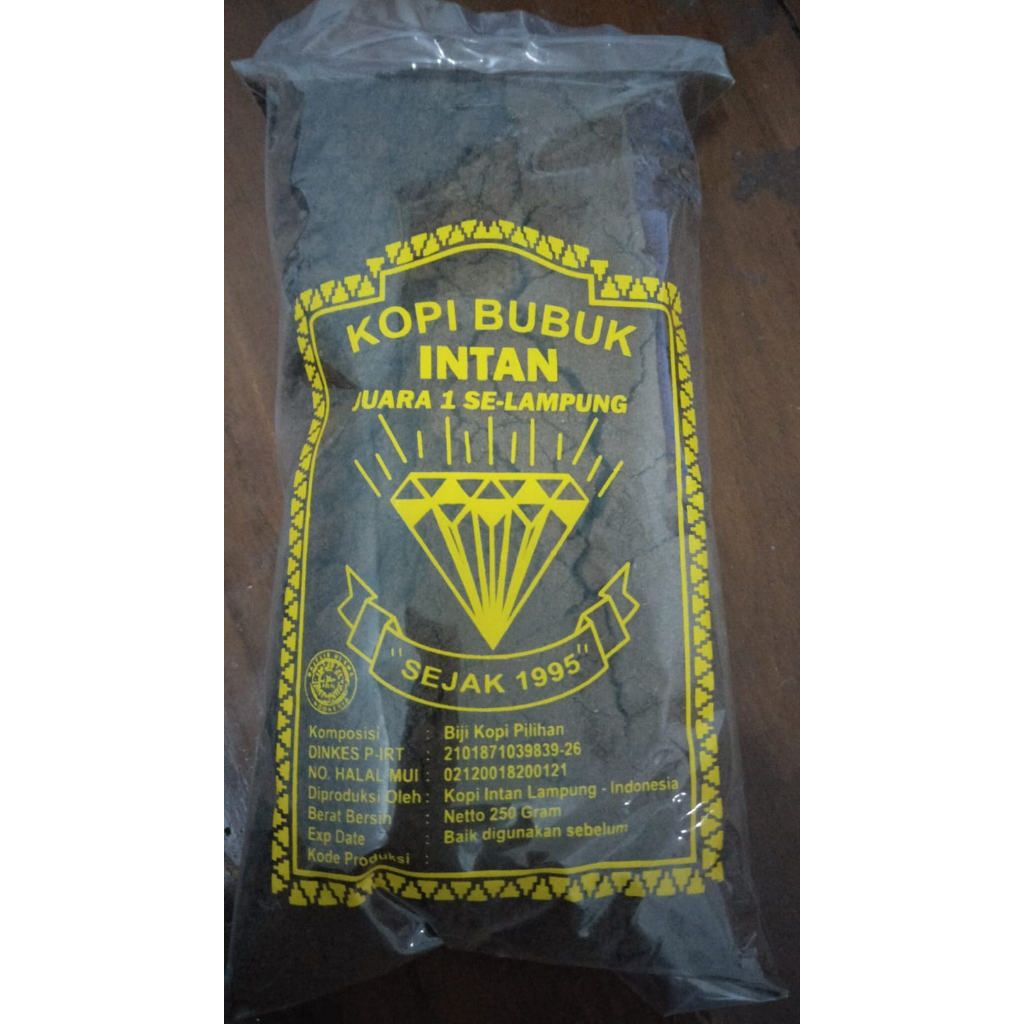 KOPI BUBUK
INTAN
JUARA 1 SE-LAMPUNG
"SEJAK 1995"
Komposisi : Biji Kopi Pilihan
DINKES P-IRT : 2101871039839-26
NO. HALAL MUI : 02120018200121
Diproduksi Oleh : Kopi Intan Lampung - Indonesia
Berat Bersih : Netto 250 Gram
Exp Date : Baik digunakan sebelum
Kode Produksi :